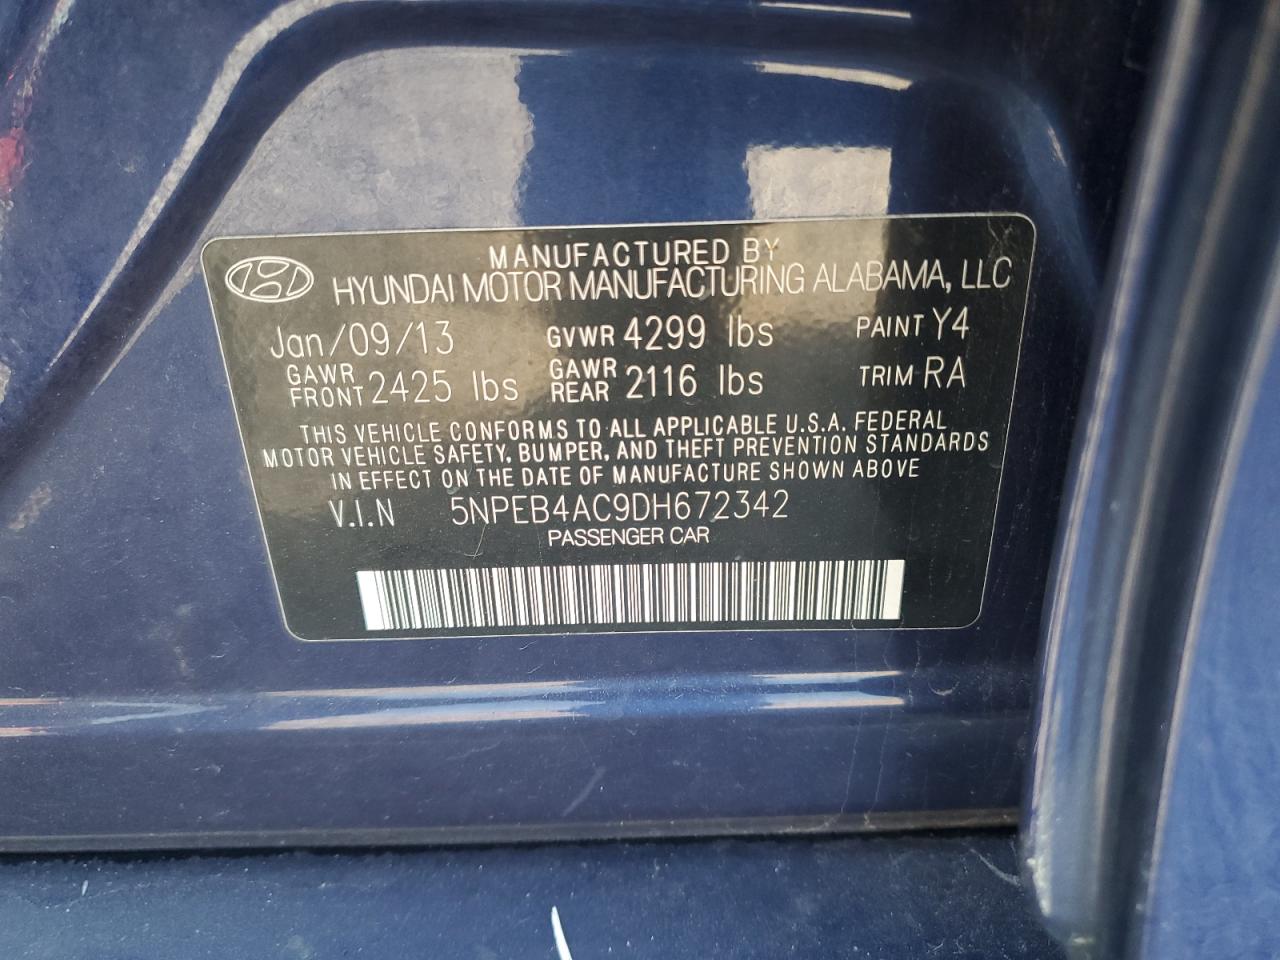 MANUFACTURED BY
HYUNDAI MOTOR MANUFACTURING ALABAMA, LLC
Jan/09/13 GVWR 4299 lbs PAINT Y4
GAWR FRONT 2425 lbs GAWR REAR 2116 lbs TRIM RA
THIS VEHICLE CONFORMS TO ALL APPLICABLE U.S.A. FEDERAL
MOTOR VEHICLE SAFETY, BUMPER, AND THEFT PREVENTION STANDARDS
IN EFFECT ON THE DATE OF MANUFACTURE SHOWN ABOVE
V.I.N 5NPEB4AC9DH672342
PASSENGER CAR